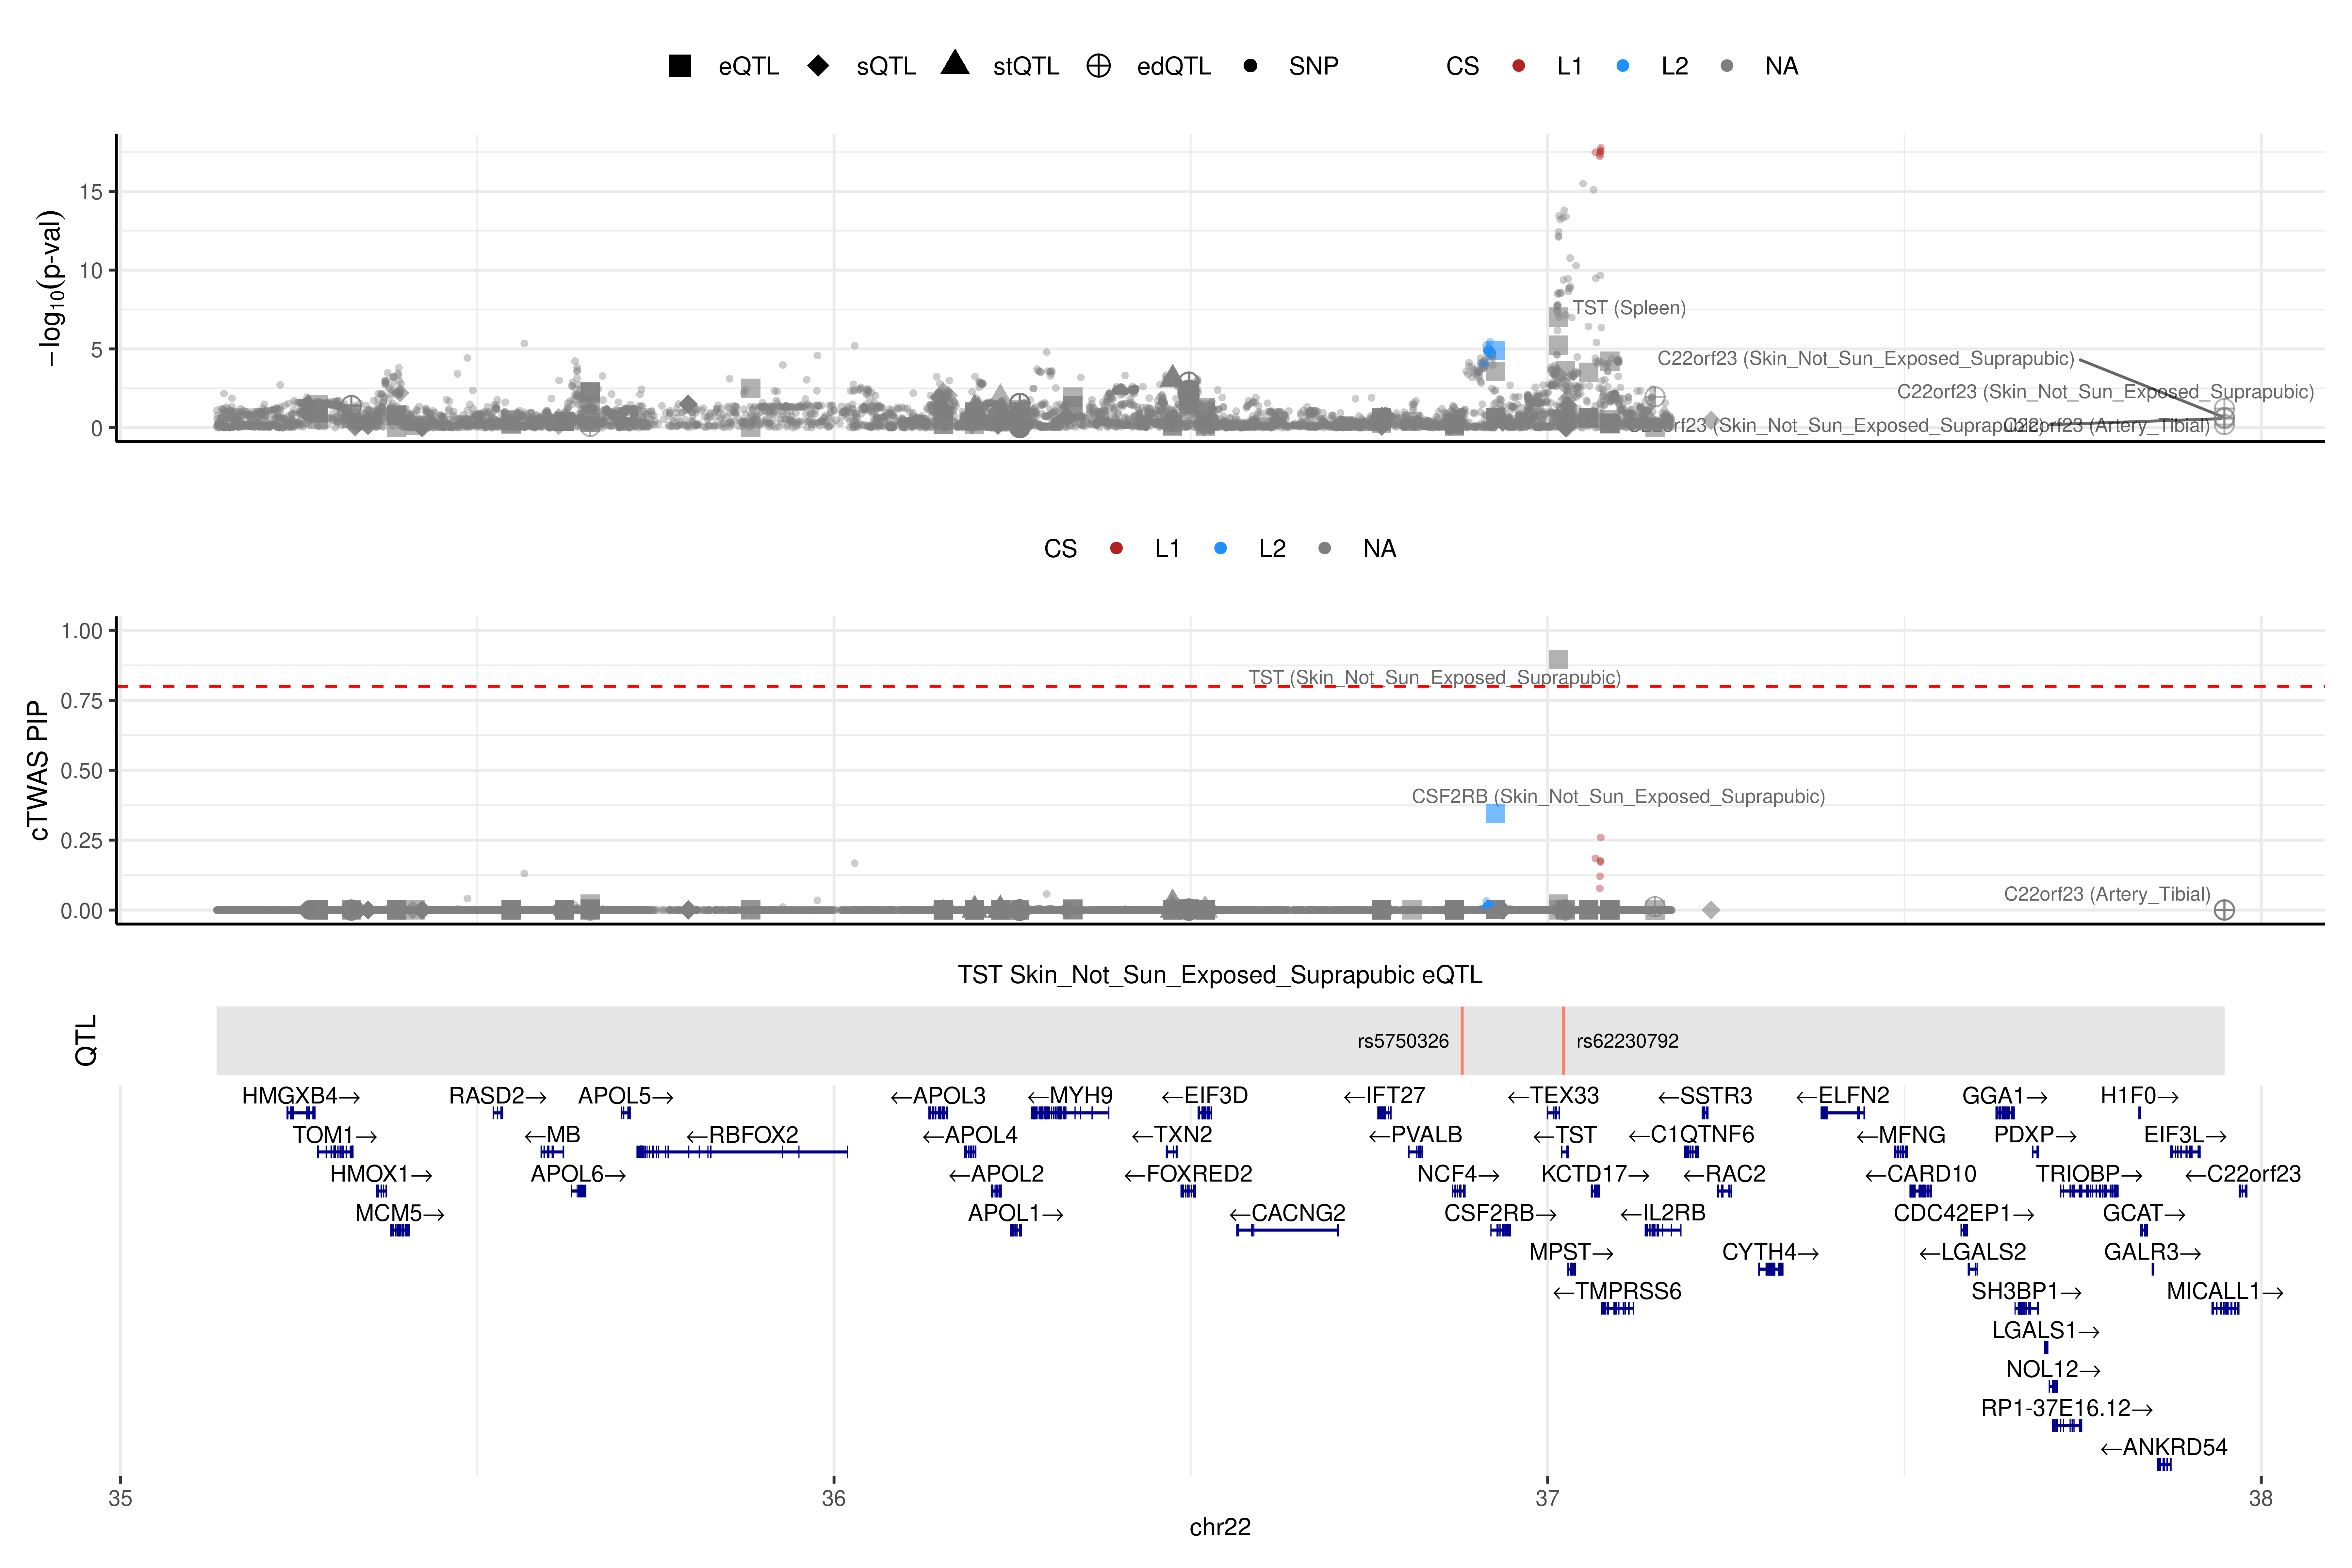 eQTL sQTL stQTL edQTL SNP CS L1 L2 NA
−log10(p-val)
15
10
5
0
TST (Spleen)
C22orf23 (Skin_Not_Sun_Exposed_Suprapubic)
C22orf23 (Skin_Not_Sun_Exposed_Suprapubic)
C22orf23 (Skin_Not_Sun_Exposed_Suprapubic)
C22orf23 (Artery_Tibial)
CS L1 L2 NA
cTWAS PIP
1.00
0.75
0.50
0.25
0.00
TST (Skin_Not_Sun_Exposed_Suprapubic)
CSF2RB (Skin_Not_Sun_Exposed_Suprapubic)
C22orf23 (Artery_Tibial)
TST Skin_Not_Sun_Exposed_Suprapubic eQTL
QTL
rs5750326 rs62230792
HMGXB4→ RASD2→ APOL5→ ←APOL3 ←MYH9 ←EIF3D ←IFT27 ←TEX33 ←SSTR3 ←ELFN2 GGA1→ H1F0→
TOM1→ ←MB ←RBFOX2 ←APOL4 ←TXN2 ←PVALB ←TST ←C1QTNF6 ←MFNG PDXP→ EIF3L→
HMOX1→ APOL6→ ←APOL2 ←FOXRED2 NCF4→ KCTD17→ ←RAC2 ←CARD10 TRIOBP→ ←C22orf23
MCM5→ APOL1→ ←CACNG2 CSF2RB→ ←IL2RB CDC42EP1→ GCAT→
MPST→ CYTH4→ ←LGALS2 GALR3→
←TMPRSS6 SH3BP1→ MICALL1→
LGALS1→
NOL12→
RP1-37E16.12→
←ANKRD54
35 36 37 38
chr22